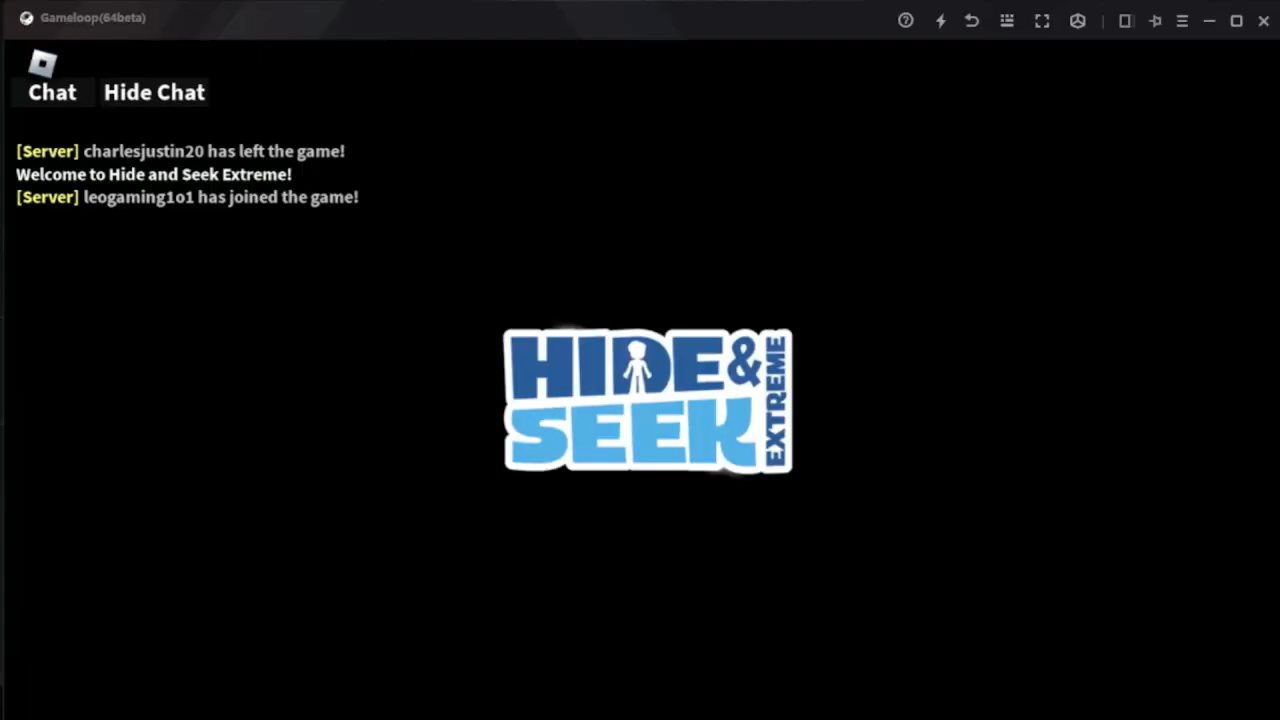 Gameloop(64beta)
Chat Hide Chat
[Server] charlesjustin20 has left the game!
Welcome to Hide and Seek Extreme!
[Server] leogaming1o1 has joined the game!
HIDE &
SEEK
EXTREME